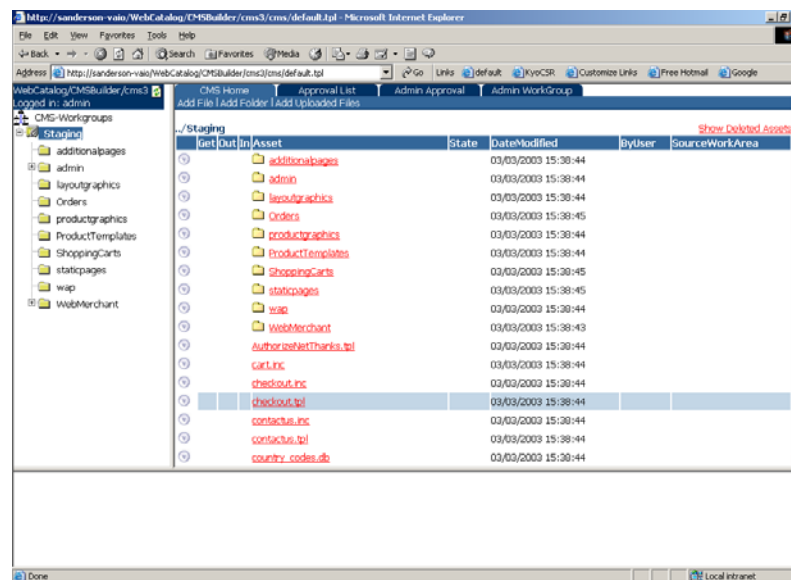 http://sanderson-vaio/WebCatalog/CMSBuilder/cms3/cms/default.tpl - Microsoft Internet Explorer
File Edit View Favorites Tools Help
Back Search Favorites Media
Address http://sanderson-vaio/WebCatalog/CMSBuilder/cms3/cms/default.tpl Go Links default KyoCSR Customize Links Free Hotmail Google
WebCatalog/CMSBuilder/cms3
Logged in: admin
CMS Home Approval List Admin Approval Admin WorkGroup
Add File | Add Folder | Add Uploaded Files
CMS-Workgroups
Staging
additionalpages
admin
layoutgraphics
Orders
productgraphics
ProductTemplates
ShoppingCarts
staticpages
wap
WebMerchant
../Staging Show Deleted Assets
Get Out In Asset State DateModified ByUser SourceWorkArea
additionalpages 03/03/2003 15:38:44
admin 03/03/2003 15:38:44
layoutgraphics 03/03/2003 15:38:44
Orders 03/03/2003 15:38:45
productgraphics 03/03/2003 15:38:44
ProductTemplates 03/03/2003 15:38:44
ShoppingCarts 03/03/2003 15:38:45
staticpages 03/03/2003 15:38:45
wap 03/03/2003 15:38:44
WebMerchant 03/03/2003 15:38:43
AuthorizeNetThanks.tpl 03/03/2003 15:38:44
cart.inc 03/03/2003 15:38:44
checkout.inc 03/03/2003 15:38:44
checkout.tpl 03/03/2003 15:38:44
contactus.inc 03/03/2003 15:38:44
contactus.tpl 03/03/2003 15:38:44
country_codes.db 03/03/2003 15:38:44
Done Local intranet